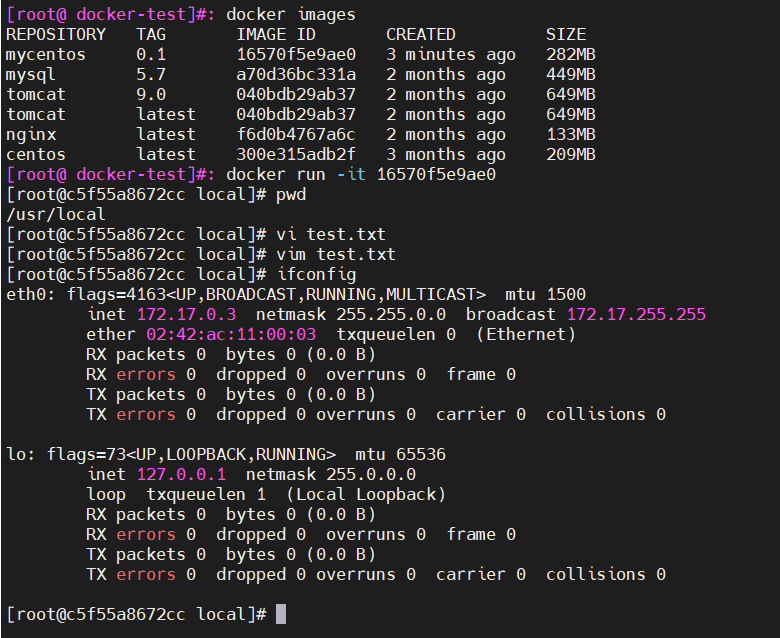 [root@ docker-test]#: docker images
REPOSITORY   TAG       IMAGE ID       CREATED         SIZE
mycentos     0.1       16570f5e9ae0   3 minutes ago   282MB
mysql        5.7       a70d36bc331a   2 months ago    449MB
tomcat       9.0       040bdb29ab37   2 months ago    649MB
tomcat       latest    040bdb29ab37   2 months ago    649MB
nginx        latest    f6d0b4767a6c   2 months ago    133MB
centos       latest    300e315adb2f   3 months ago    209MB
[root@ docker-test]#: docker run -it 16570f5e9ae0
[root@c5f55a8672cc local]# pwd
/usr/local
[root@c5f55a8672cc local]# vi test.txt
[root@c5f55a8672cc local]# vim test.txt
[root@c5f55a8672cc local]# ifconfig
eth0: flags=4163<UP,BROADCAST,RUNNING,MULTICAST>  mtu 1500
        inet 172.17.0.3  netmask 255.255.0.0  broadcast 172.17.255.255
        ether 02:42:ac:11:00:03  txqueuelen 0  (Ethernet)
        RX packets 0  bytes 0 (0.0 B)
        RX errors 0  dropped 0  overruns 0  frame 0
        TX packets 0  bytes 0 (0.0 B)
        TX errors 0  dropped 0 overruns 0  carrier 0  collisions 0
lo: flags=73<UP,LOOPBACK,RUNNING>  mtu 65536
        inet 127.0.0.1  netmask 255.0.0.0
        loop  txqueuelen 1  (Local Loopback)
        RX packets 0  bytes 0 (0.0 B)
        RX errors 0  dropped 0  overruns 0  frame 0
        TX packets 0  bytes 0 (0.0 B)
        TX errors 0  dropped 0 overruns 0  carrier 0  collisions 0
[root@c5f55a8672cc local]#